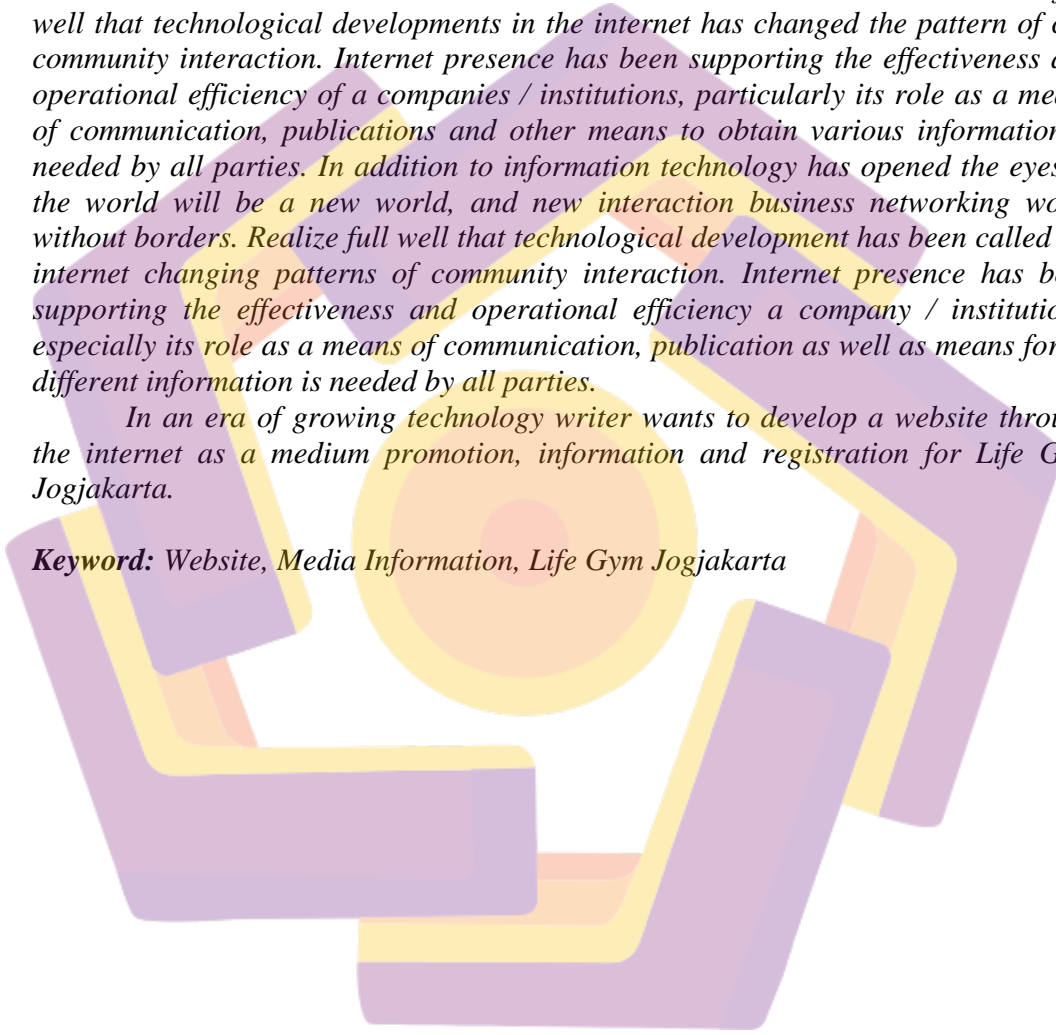 well that technological developments in the internet has changed the pattern of
community interaction. Internet presence has been supporting the effectiveness
operational efficiency of a companies / institutions, particularly its role as a
of communication, publications and other means to obtain various information
needed by all parties. In addition to information technology has opened the eyes
the world will be a new world, and new interaction business networking
without borders. Realize full well that technological development has been called
internet changing patterns of community interaction. Internet presence has
supporting the effectiveness and operational efficiency a company /
especially its role as a means of communication, publication as well as means for
different information is needed by all parties.
In an era of growing technology writer wants to develop a website
the internet as a medium promotion, information and registration for Life
Jogjakarta.
Keyword: Website, Media Information, Life Gym Jogjakarta